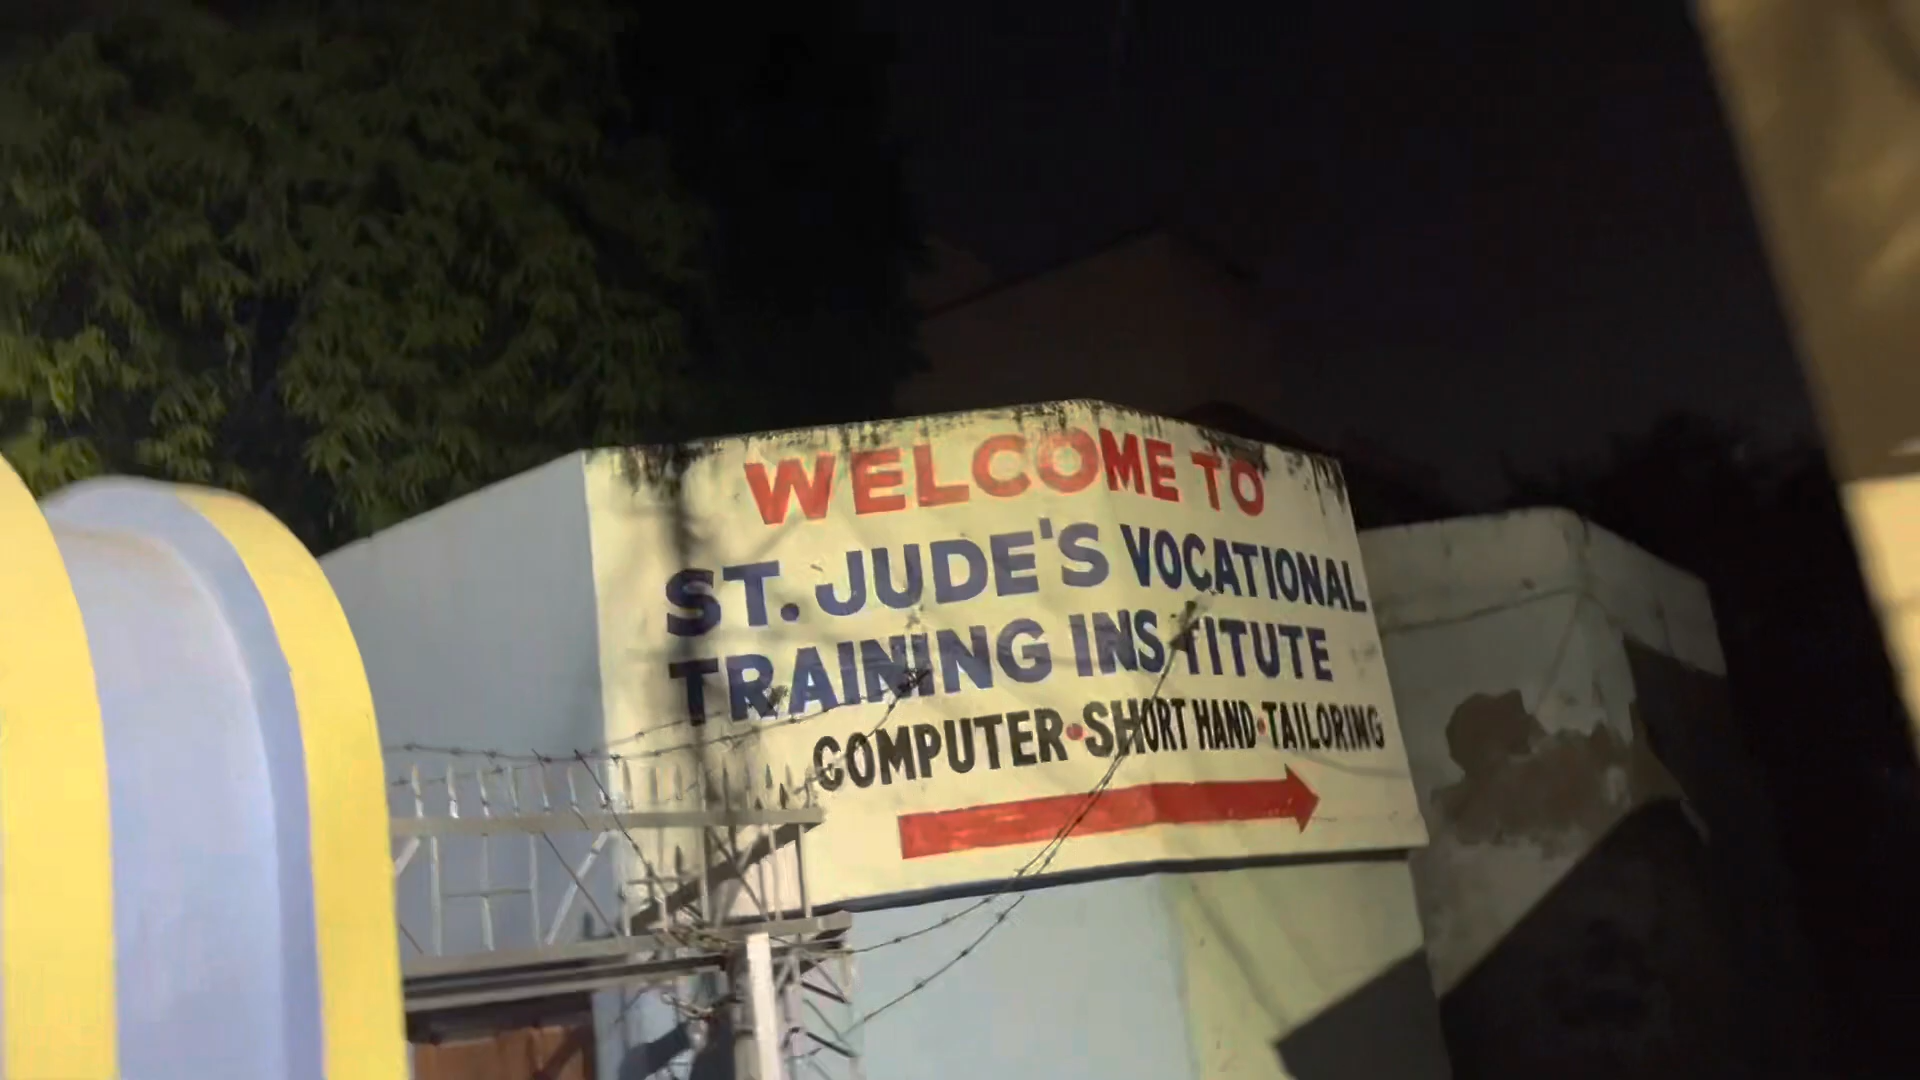 WELCOME TO
ST. JUDE'S VOCATIONAL
TRAINING INSTITUTE
COMPUTER • SHORT HAND • TAILORING